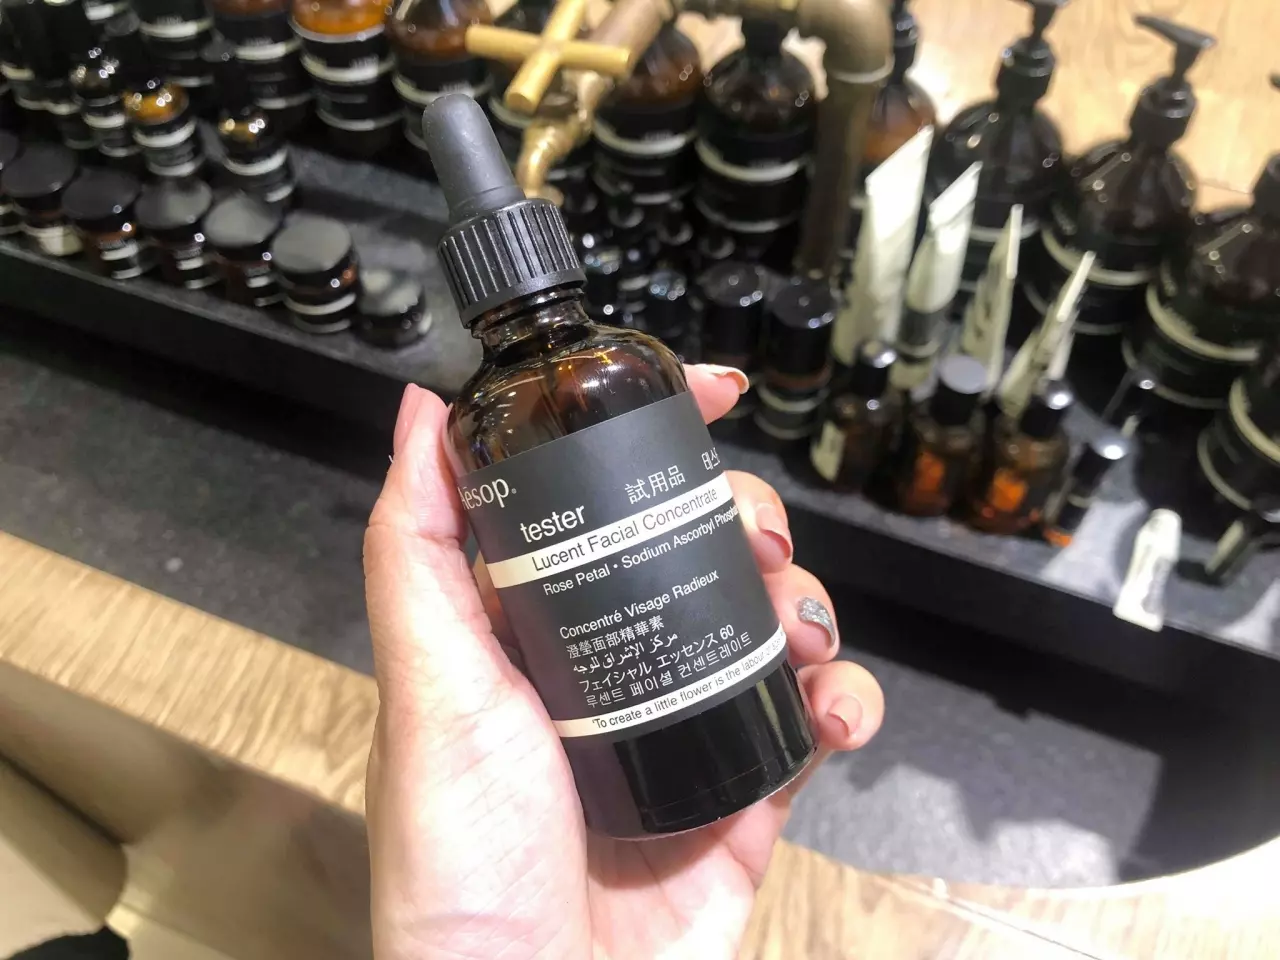 Aesop.
試用品
tester
Lucent Facial Concentrate
Rose Petal • Sodium Ascorbyl
Concentré Visage Radieux
澄瑩面部精華素
مركز الإشراق للوجه
フェイシャル エッセンス 60
루센트 페이셜 컨센트레이트
'To create a little flower is the labour